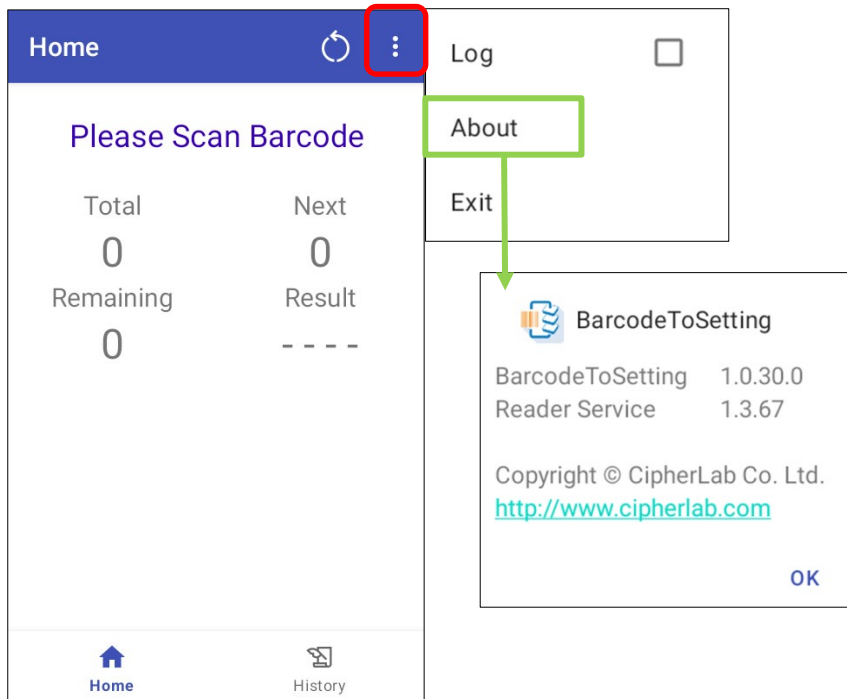 Home
Please Scan Barcode
Total Next
0 0
Remaining Result
0 - - - -
Home History
Log
About
Exit
BarcodeToSetting
BarcodeToSetting 1.0.30.0
Reader Service 1.3.67
Copyright © CipherLab Co. Ltd.
http://www.cipherlab.com
OK